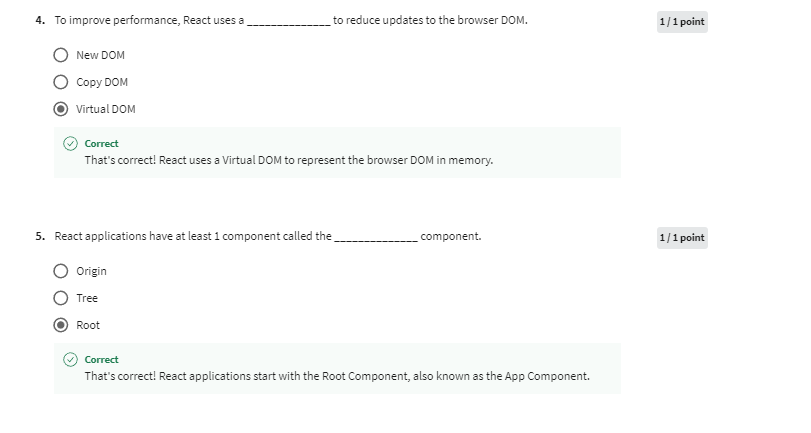 4. To improve performance, React uses a ______________ to reduce updates to the browser DOM.
1 / 1 point
New DOM
Copy DOM
Virtual DOM
Correct
That's correct! React uses a Virtual DOM to represent the browser DOM in memory.
5. React applications have at least 1 component called the ______________ component.
1 / 1 point
Origin
Tree
Root
Correct
That's correct! React applications start with the Root Component, also known as the App Component.